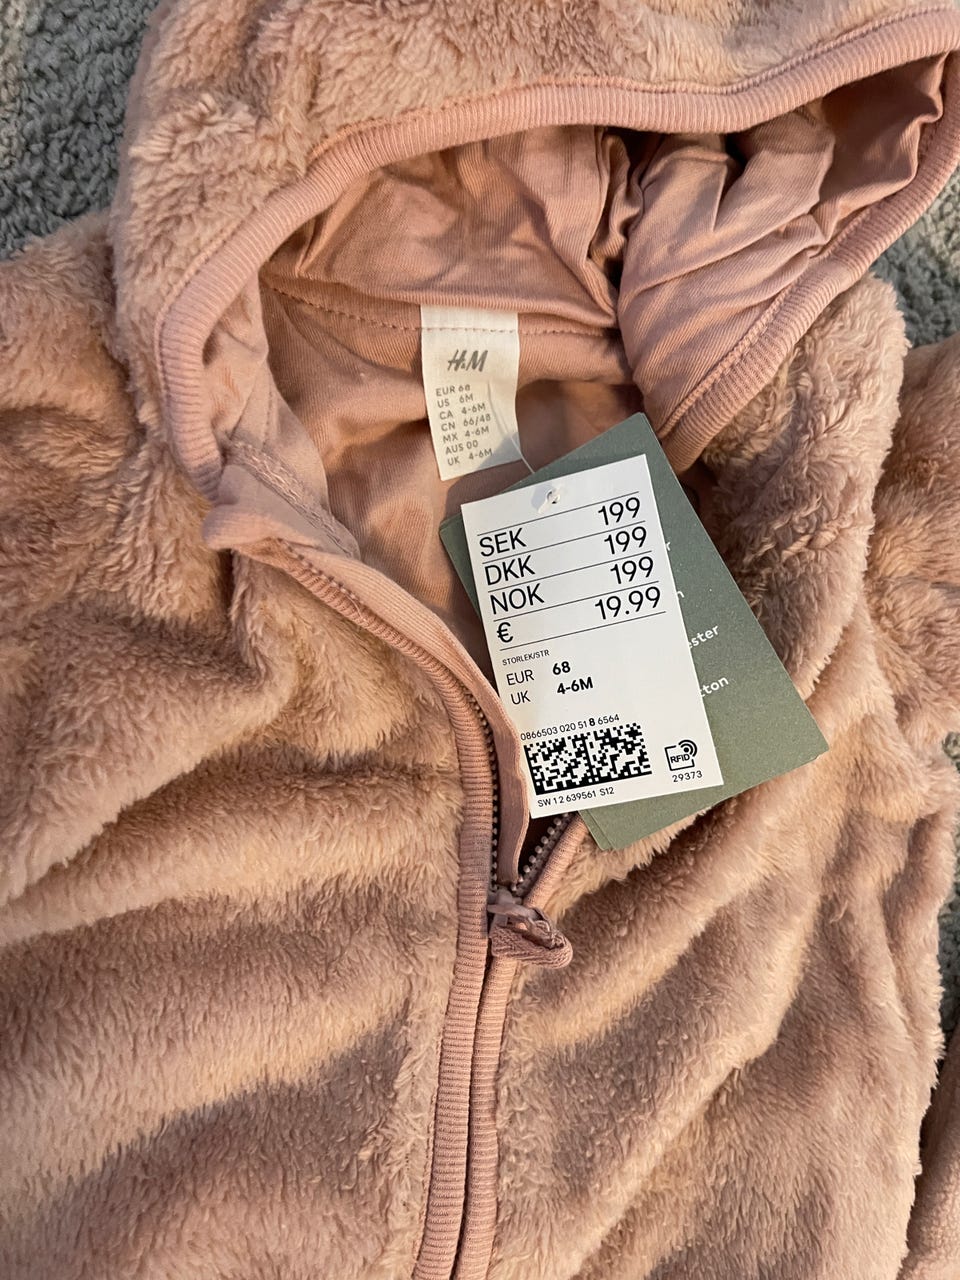 H&M
EUR 68
US 6M
CA 4-6M
CN 66/48
MX 4-6M
AUS 00
UK 4-6M
SEK 199
DKK 199
NOK 199
€ 19.99
STORLEK/STR
EUR 68
UK 4-6M
0866503 020 51 8 6564
RFID
29373
SW 1 2 639561 S12